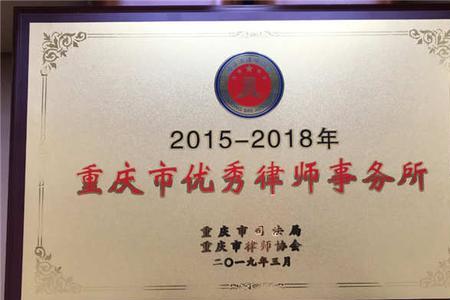 2015-2018年
重庆市优秀律师事务所
重庆市司法局
重庆市律师协会
二〇一九年三月